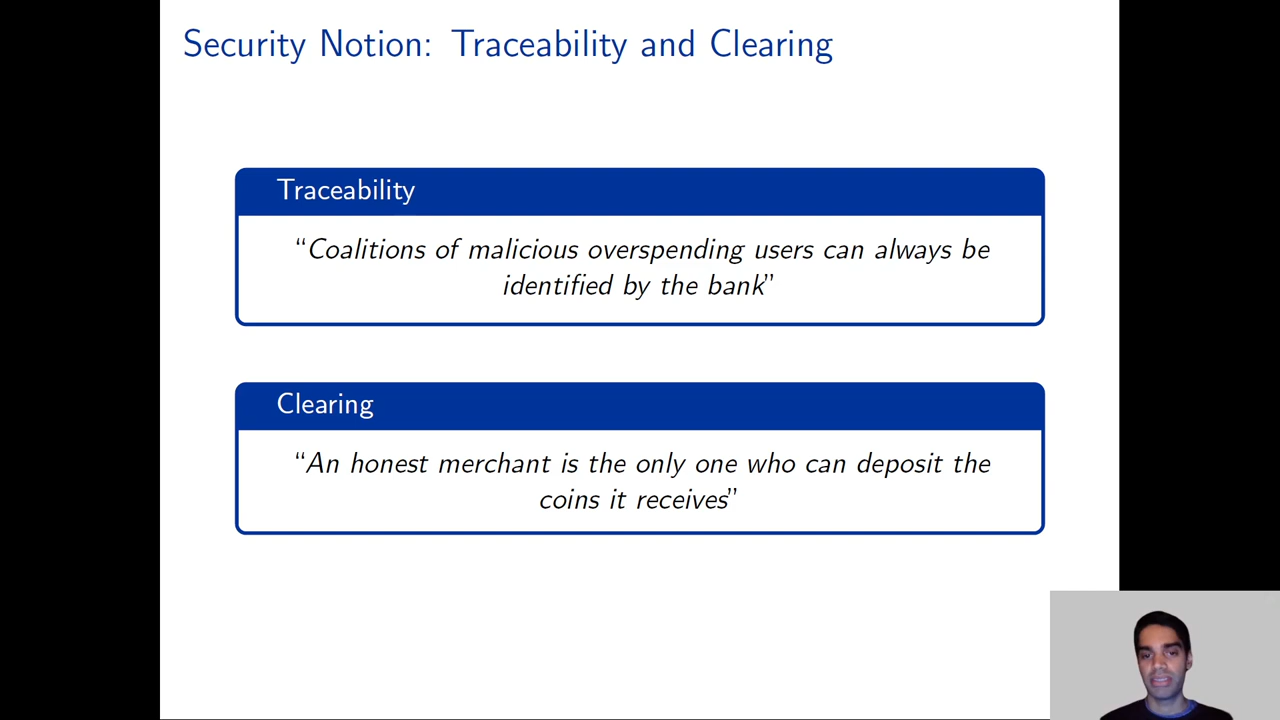 Security Notion: Traceability and Clearing
Traceability
“Coalitions of malicious overspending users can always be
identified by the bank”
Clearing
“An honest merchant is the only one who can deposit the
coins it receives”